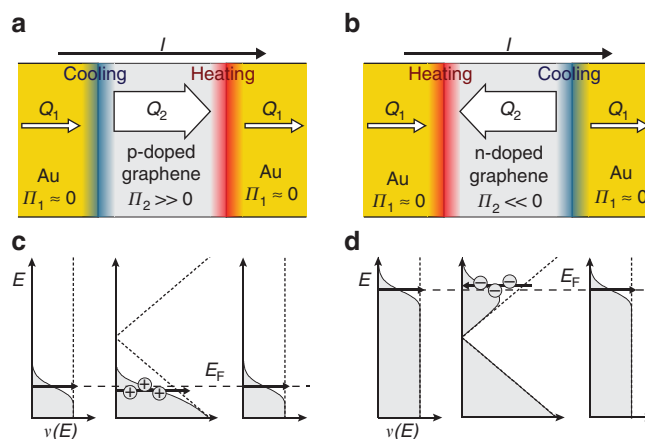 a
I
Cooling
Heating
Q1
Q2
Q1
Au
Π1 ≈ 0
p-doped
graphene
Π2 >> 0
Au
Π1 ≈ 0
b
I
Heating
Cooling
Q1
Q2
Q1
Au
Π1 ≈ 0
n-doped
graphene
Π2 << 0
Au
Π1 ≈ 0
c
E
EF
+ + +
ν(E)
d
E
EF
− − −
ν(E)